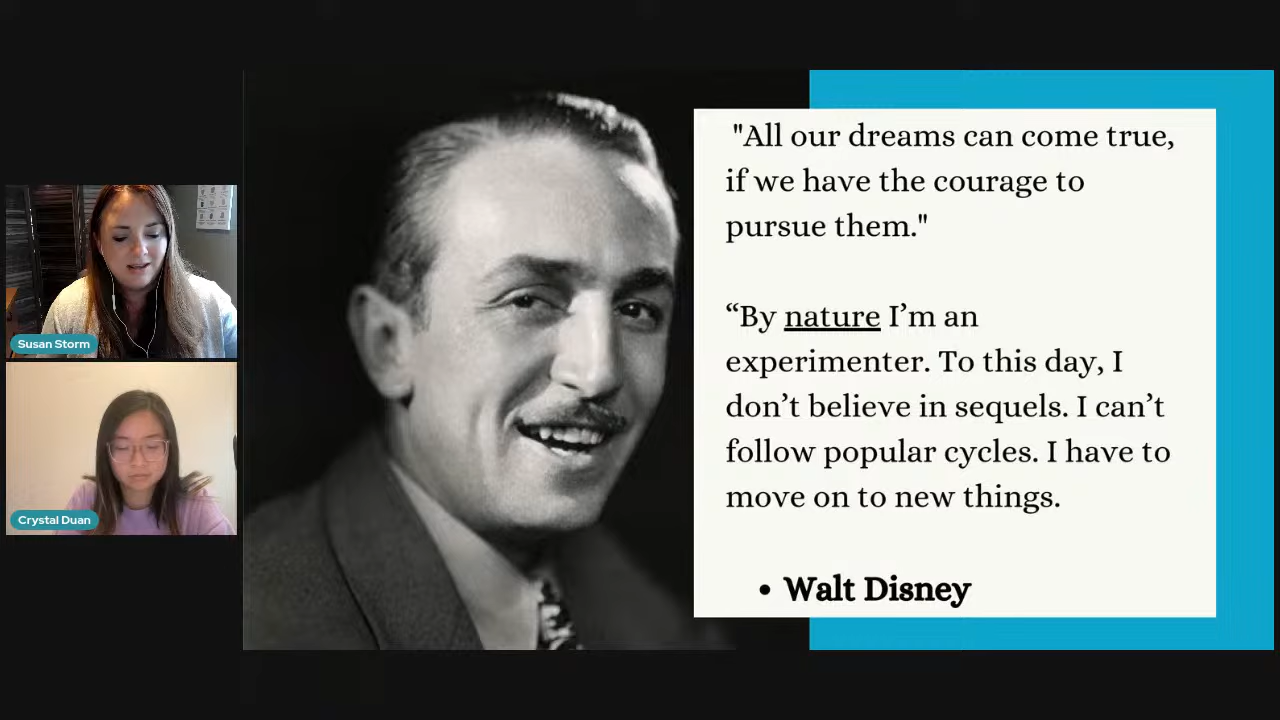 Susan Storm
Crystal Duan
"All our dreams can come true,
if we have the courage to
pursue them."
“By nature I’m an
experimenter. To this day, I
don’t believe in sequels. I can’t
follow popular cycles. I have to
move on to new things.
• Walt Disney